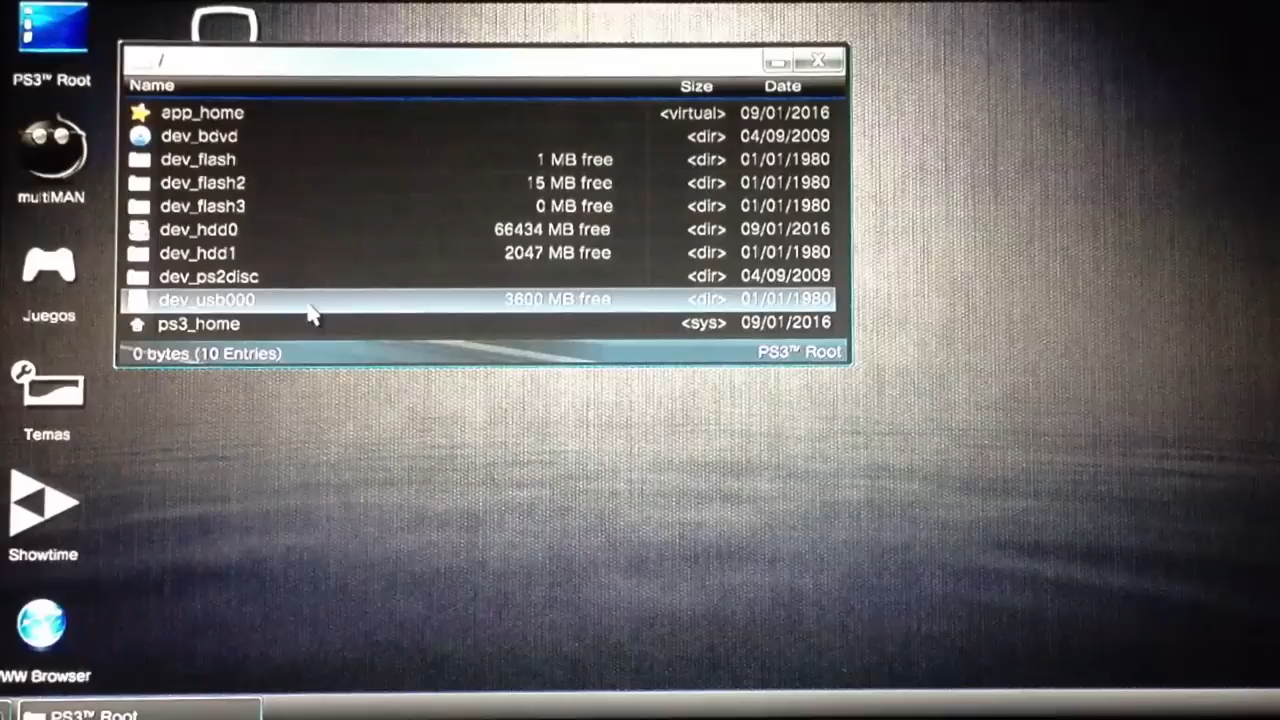 PS3™ Root
multiMAN
Juegos
Temas
Showtime
WW Browser
/
Name Size Date
app_home <virtual> 09/01/2016
dev_bdvd <dir> 04/09/2009
dev_flash 1 MB free <dir> 01/01/1980
dev_flash2 15 MB free <dir> 01/01/1980
dev_flash3 0 MB free <dir> 01/01/1980
dev_hdd0 66434 MB free <dir> 09/01/2016
dev_hdd1 2047 MB free <dir> 01/01/1980
dev_ps2disc <dir> 04/09/2009
dev_usb000 3600 MB free <dir> 01/01/1980
ps3_home <sys> 09/01/2016
0 bytes (10 Entries) PS3™ Root
PS3™ Root